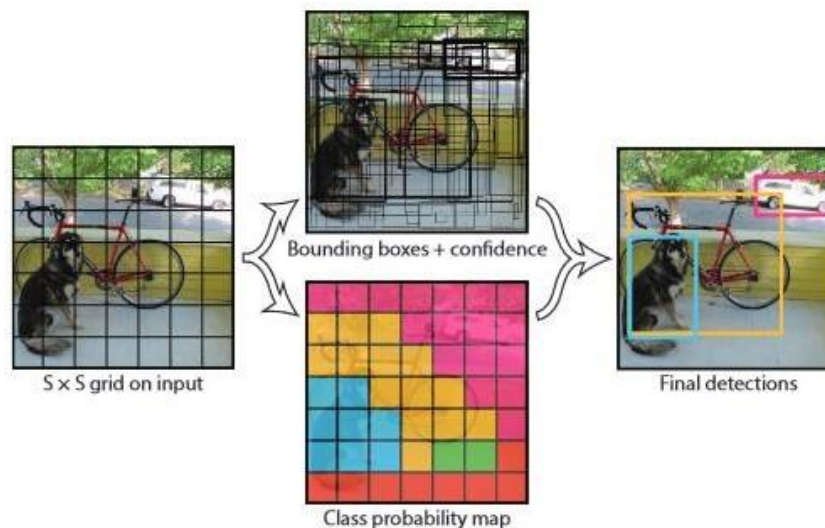 Bounding boxes + confidence
S × S grid on input
Final detections
Class probability map